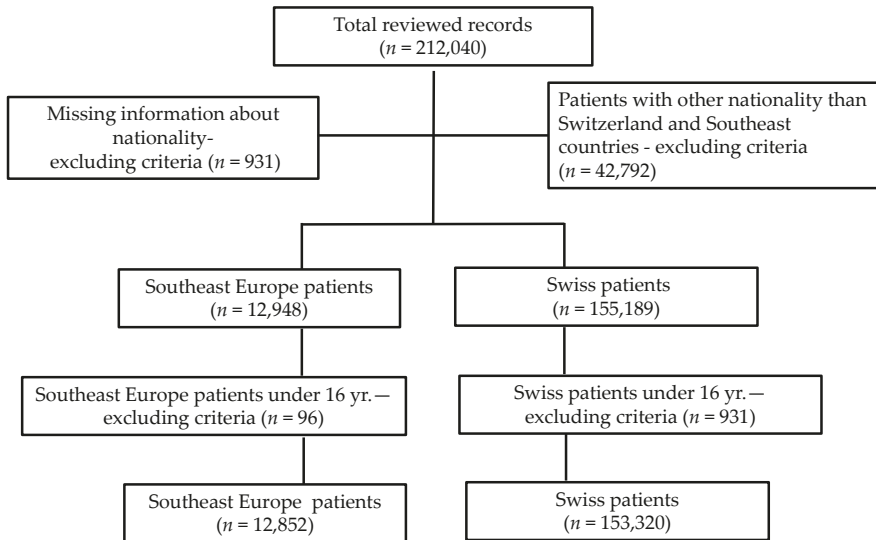 Total reviewed records
(n = 212,040)
Missing information about
nationality-
excluding criteria (n = 931)
Patients with other nationality than
Switzerland and Southeast
countries - excluding criteria
(n = 42,792)
Southeast Europe patients
(n = 12,948)
Swiss patients
(n = 155,189)
Southeast Europe patients under 16 yr.—
excluding criteria (n = 96)
Swiss patients under 16 yr.—
excluding criteria (n = 931)
Southeast Europe patients
(n = 12,852)
Swiss patients
(n = 153,320)